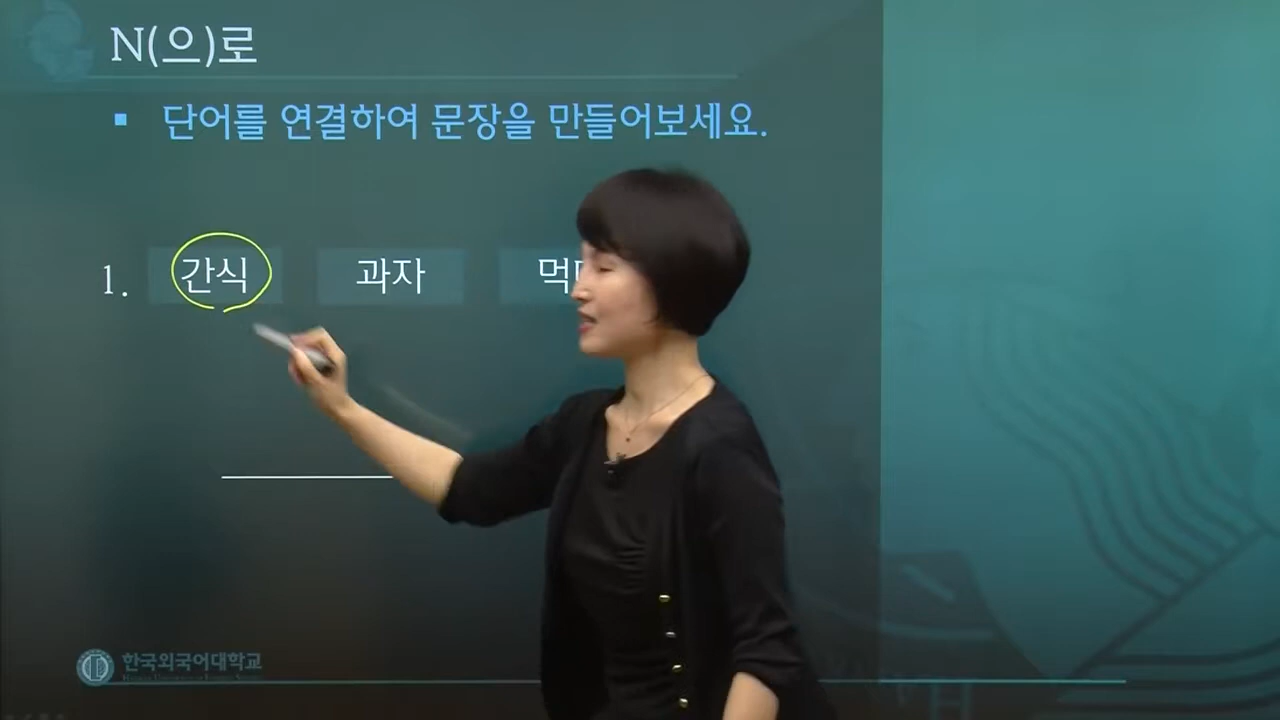 N(으)로
▪ 단어를 연결하여 문장을 만들어보세요.
1. 간식 과자 먹
한국외국어대학교